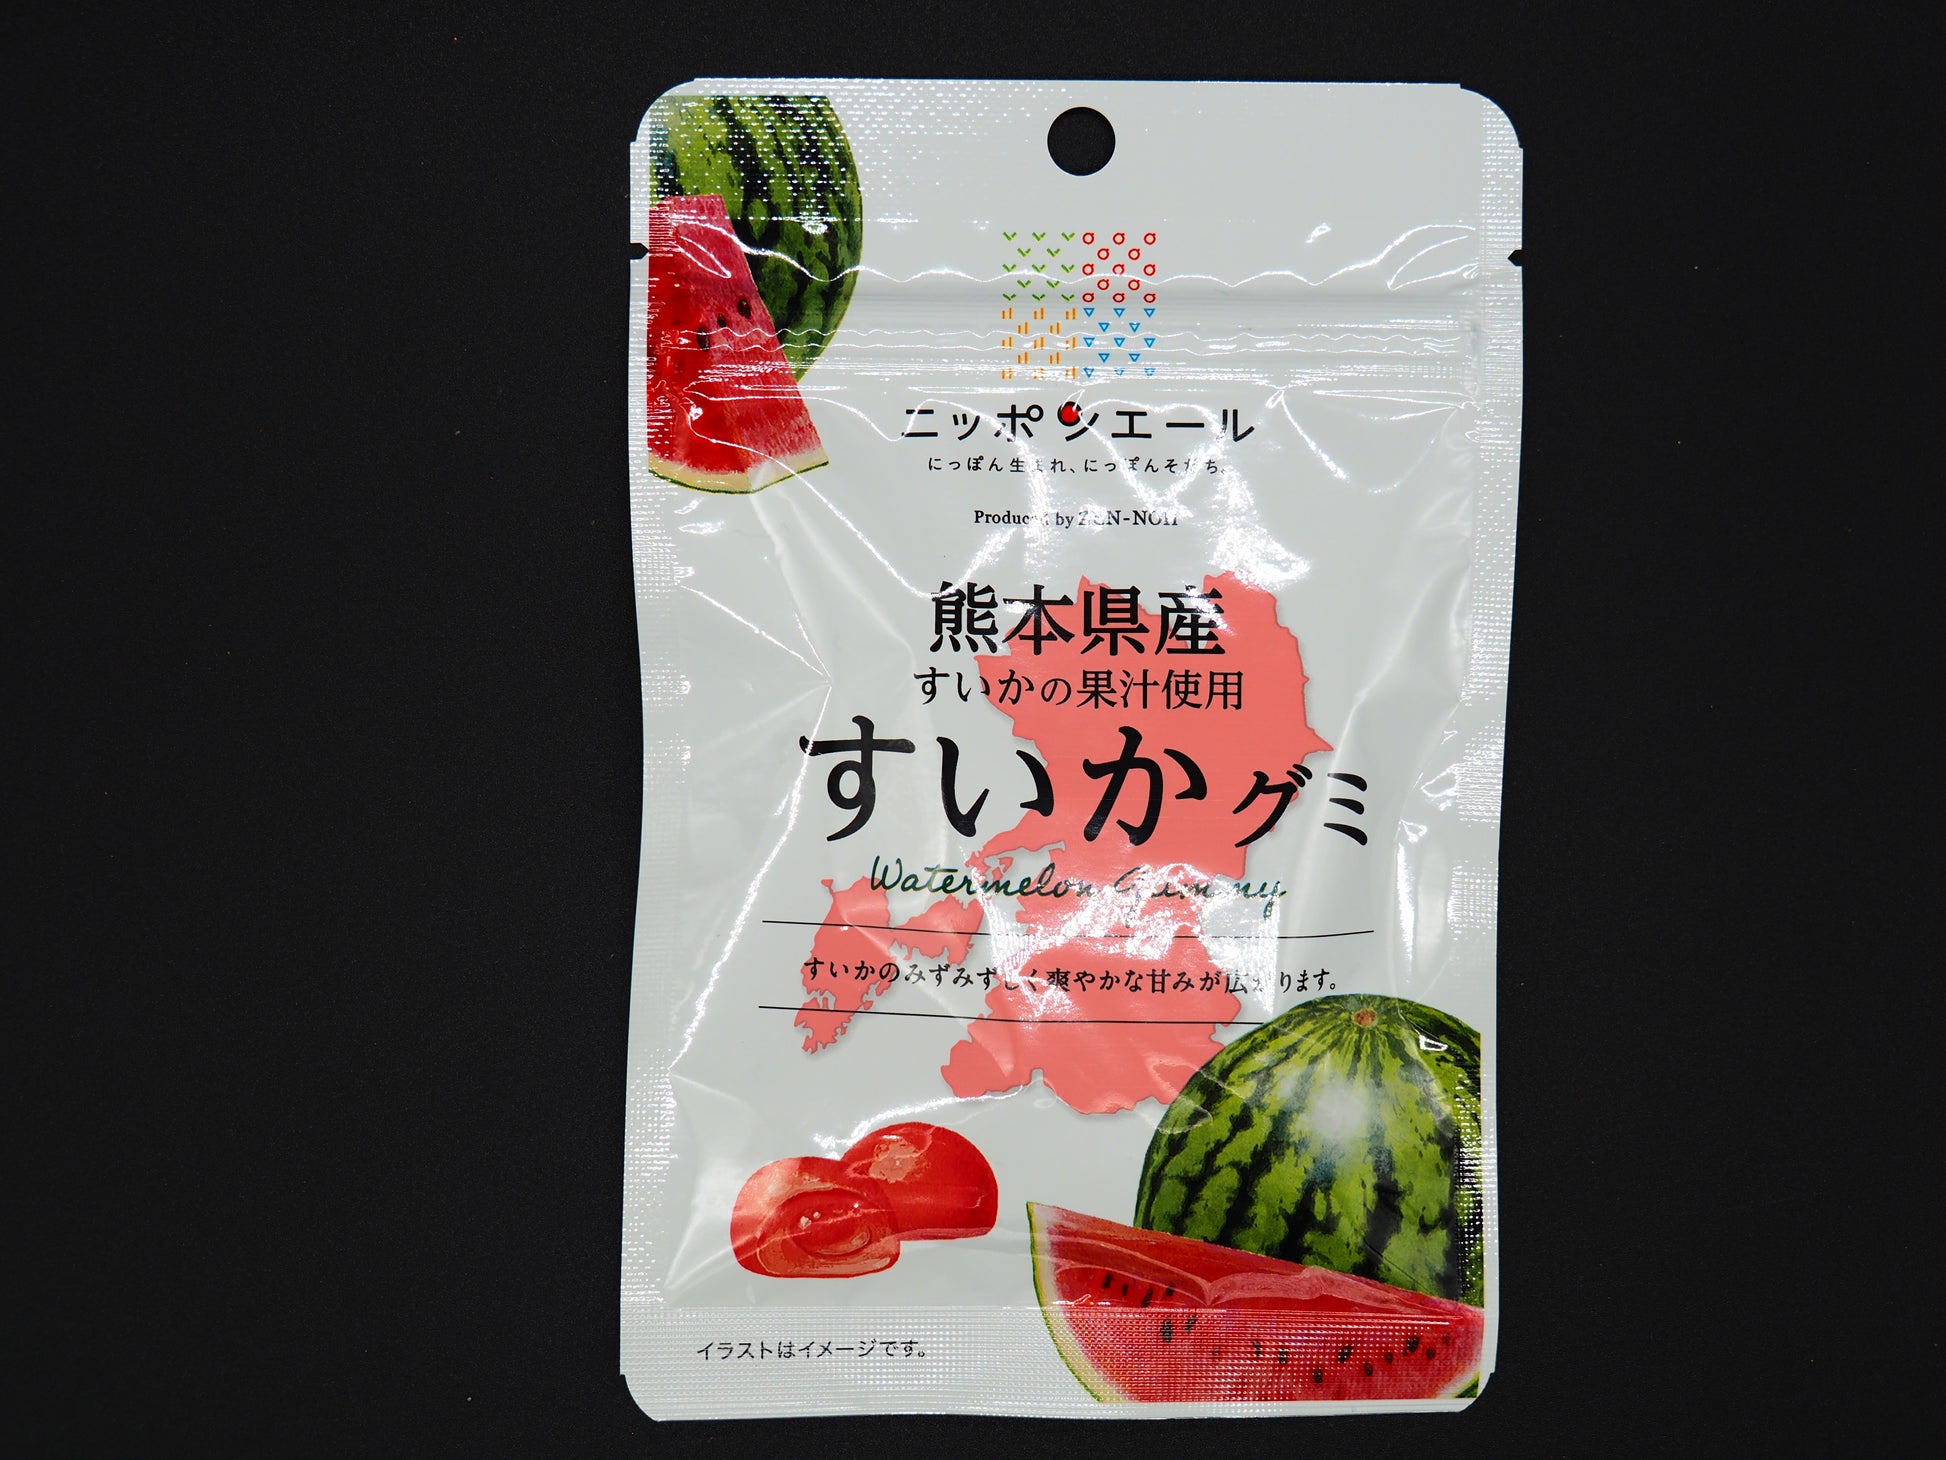 ニッポンエール
にっぽん生まれ、にっぽんそだち。
Produced by ZEN-NOH
熊本県産
すいかの果汁使用
すいかグミ
Watermelon Gummy
すいかのみずみずしく爽やかな甘みが広がります。
イラストはイメージです。